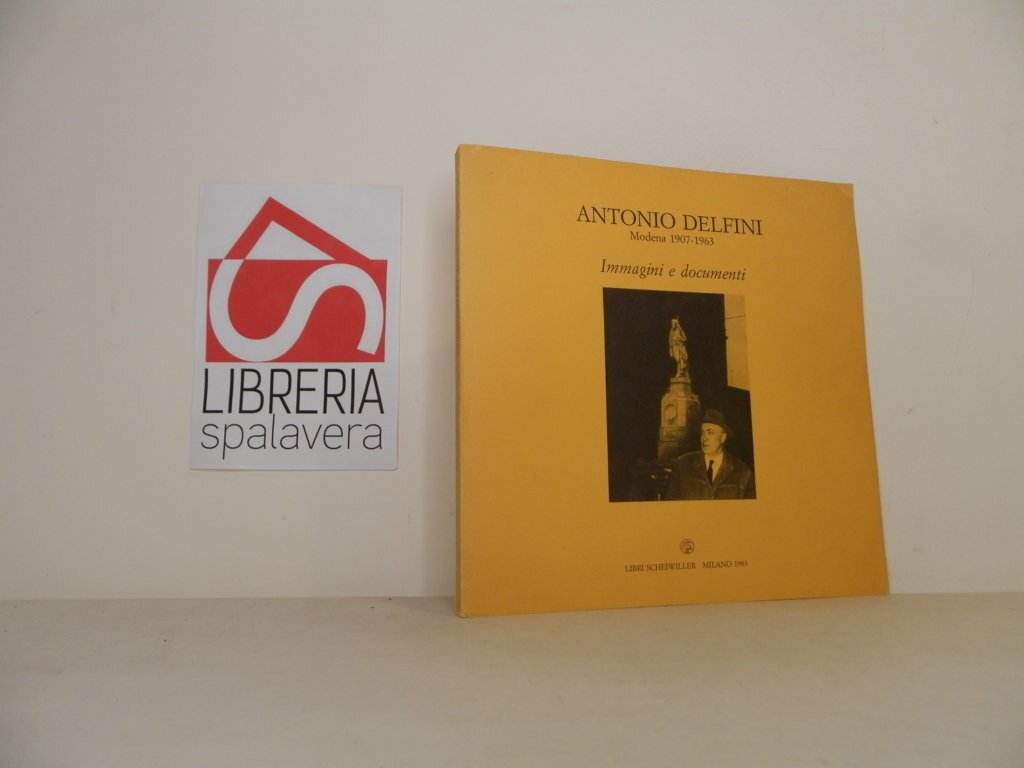 LIBRERIA
spalavera
ANTONIO DELFINI
Modena 1907-1963
Immagini e documenti
LIBRI SCHEIWILLER MILANO 1983